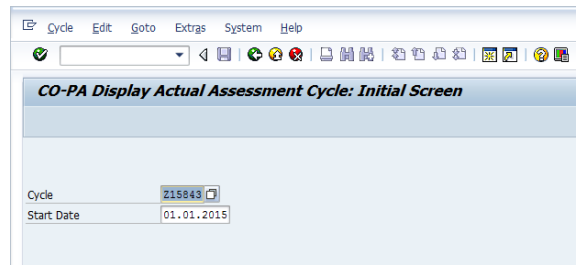 Cycle Edit Goto Extras System Help
CO-PA Display Actual Assessment Cycle: Initial Screen
Cycle Z15843
Start Date 01.01.2015